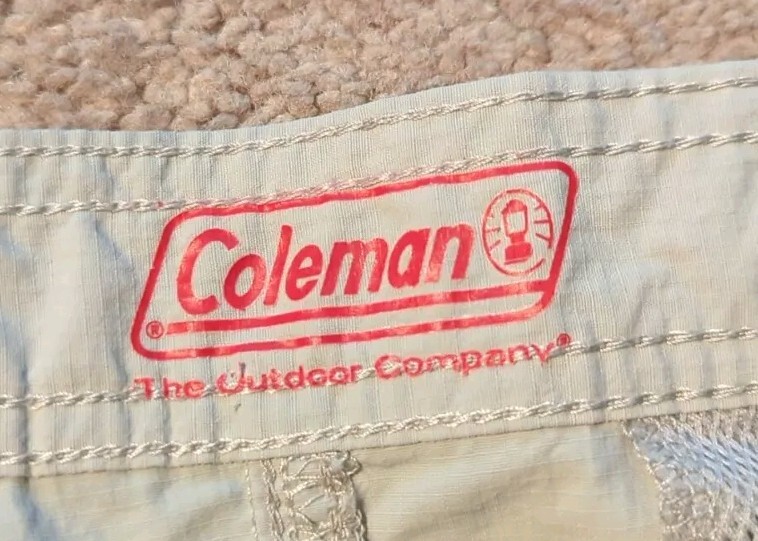 Coleman
®
The Outdoor Company®